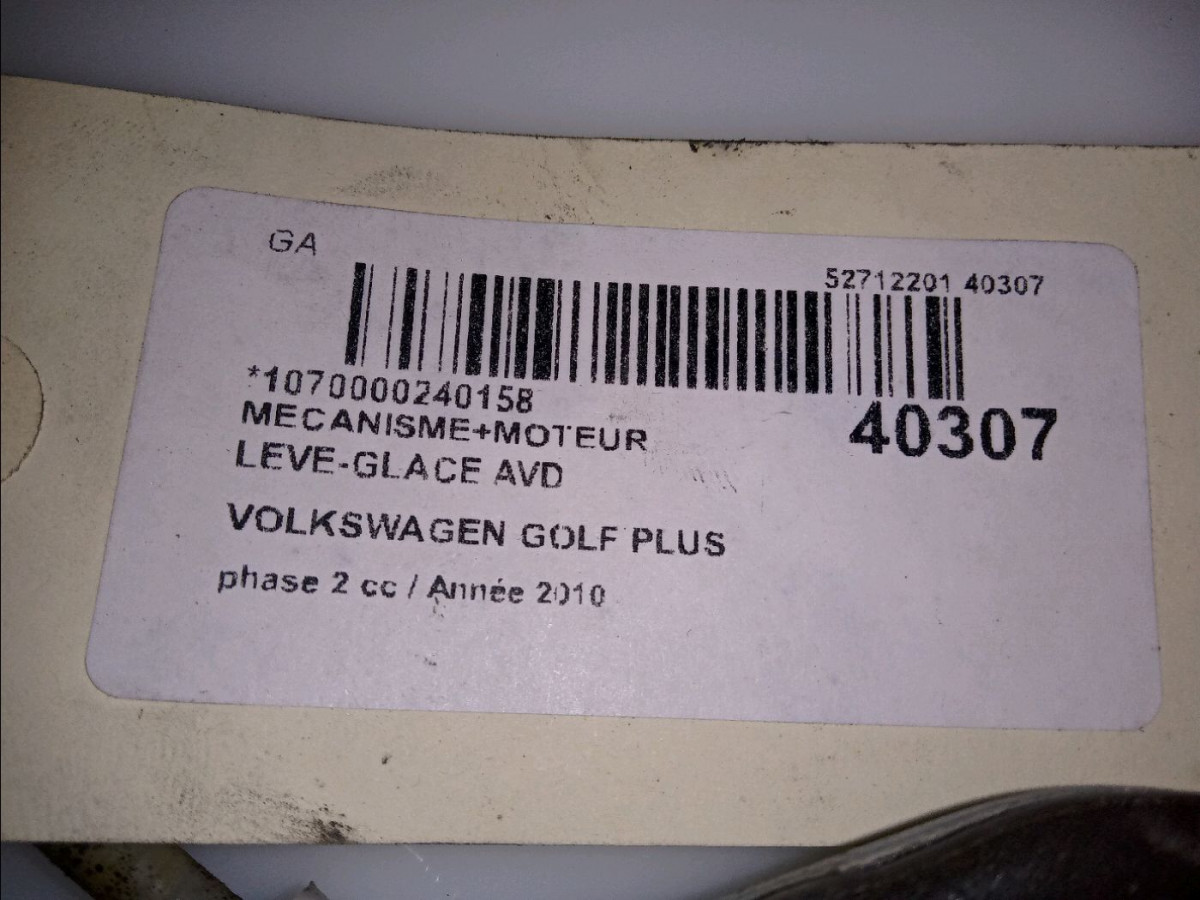 GA
52712201 40307
*1070000240158
40307
MECANISME+MOTEUR
LEVE-GLACE AVD
VOLKSWAGEN GOLF PLUS
phase 2 cc / Année 2010